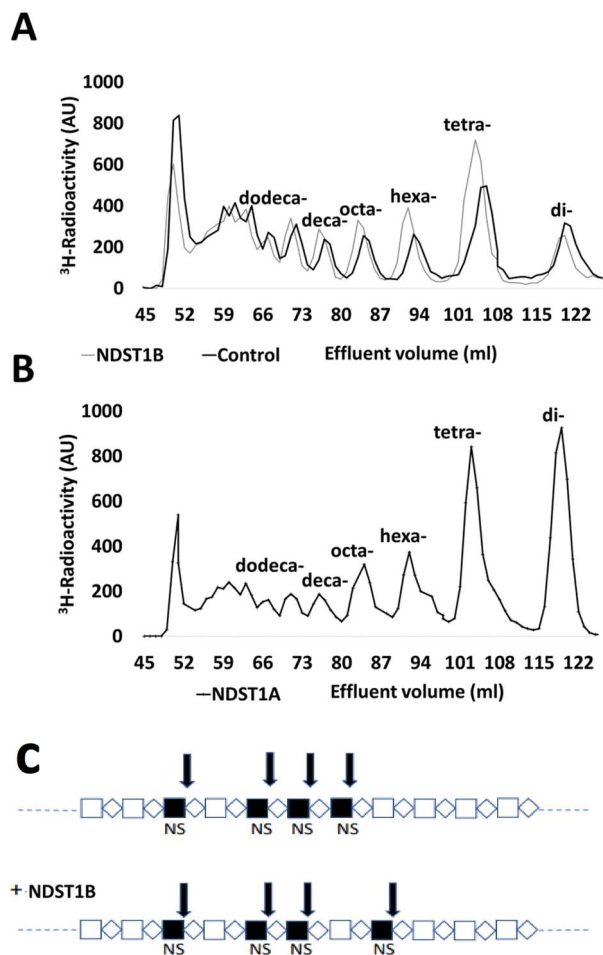 A
³H-Radioactivity (AU)
1000
800
600
400
200
0
dodeca-
deca-
octa-
hexa-
tetra-
di-
45 52 59 66 73 80 87 94 101 108 115 122
NDST1B Control Effluent volume (ml)
B
³H-Radioactivity (AU)
1000
800
600
400
200
0
dodeca-
deca-
octa-
hexa-
tetra-
di-
45 52 59 66 73 80 87 94 101 108 115 122
NDST1A Effluent volume (ml)
C
NS NS NS NS
+ NDST1B
NS NS NS NS